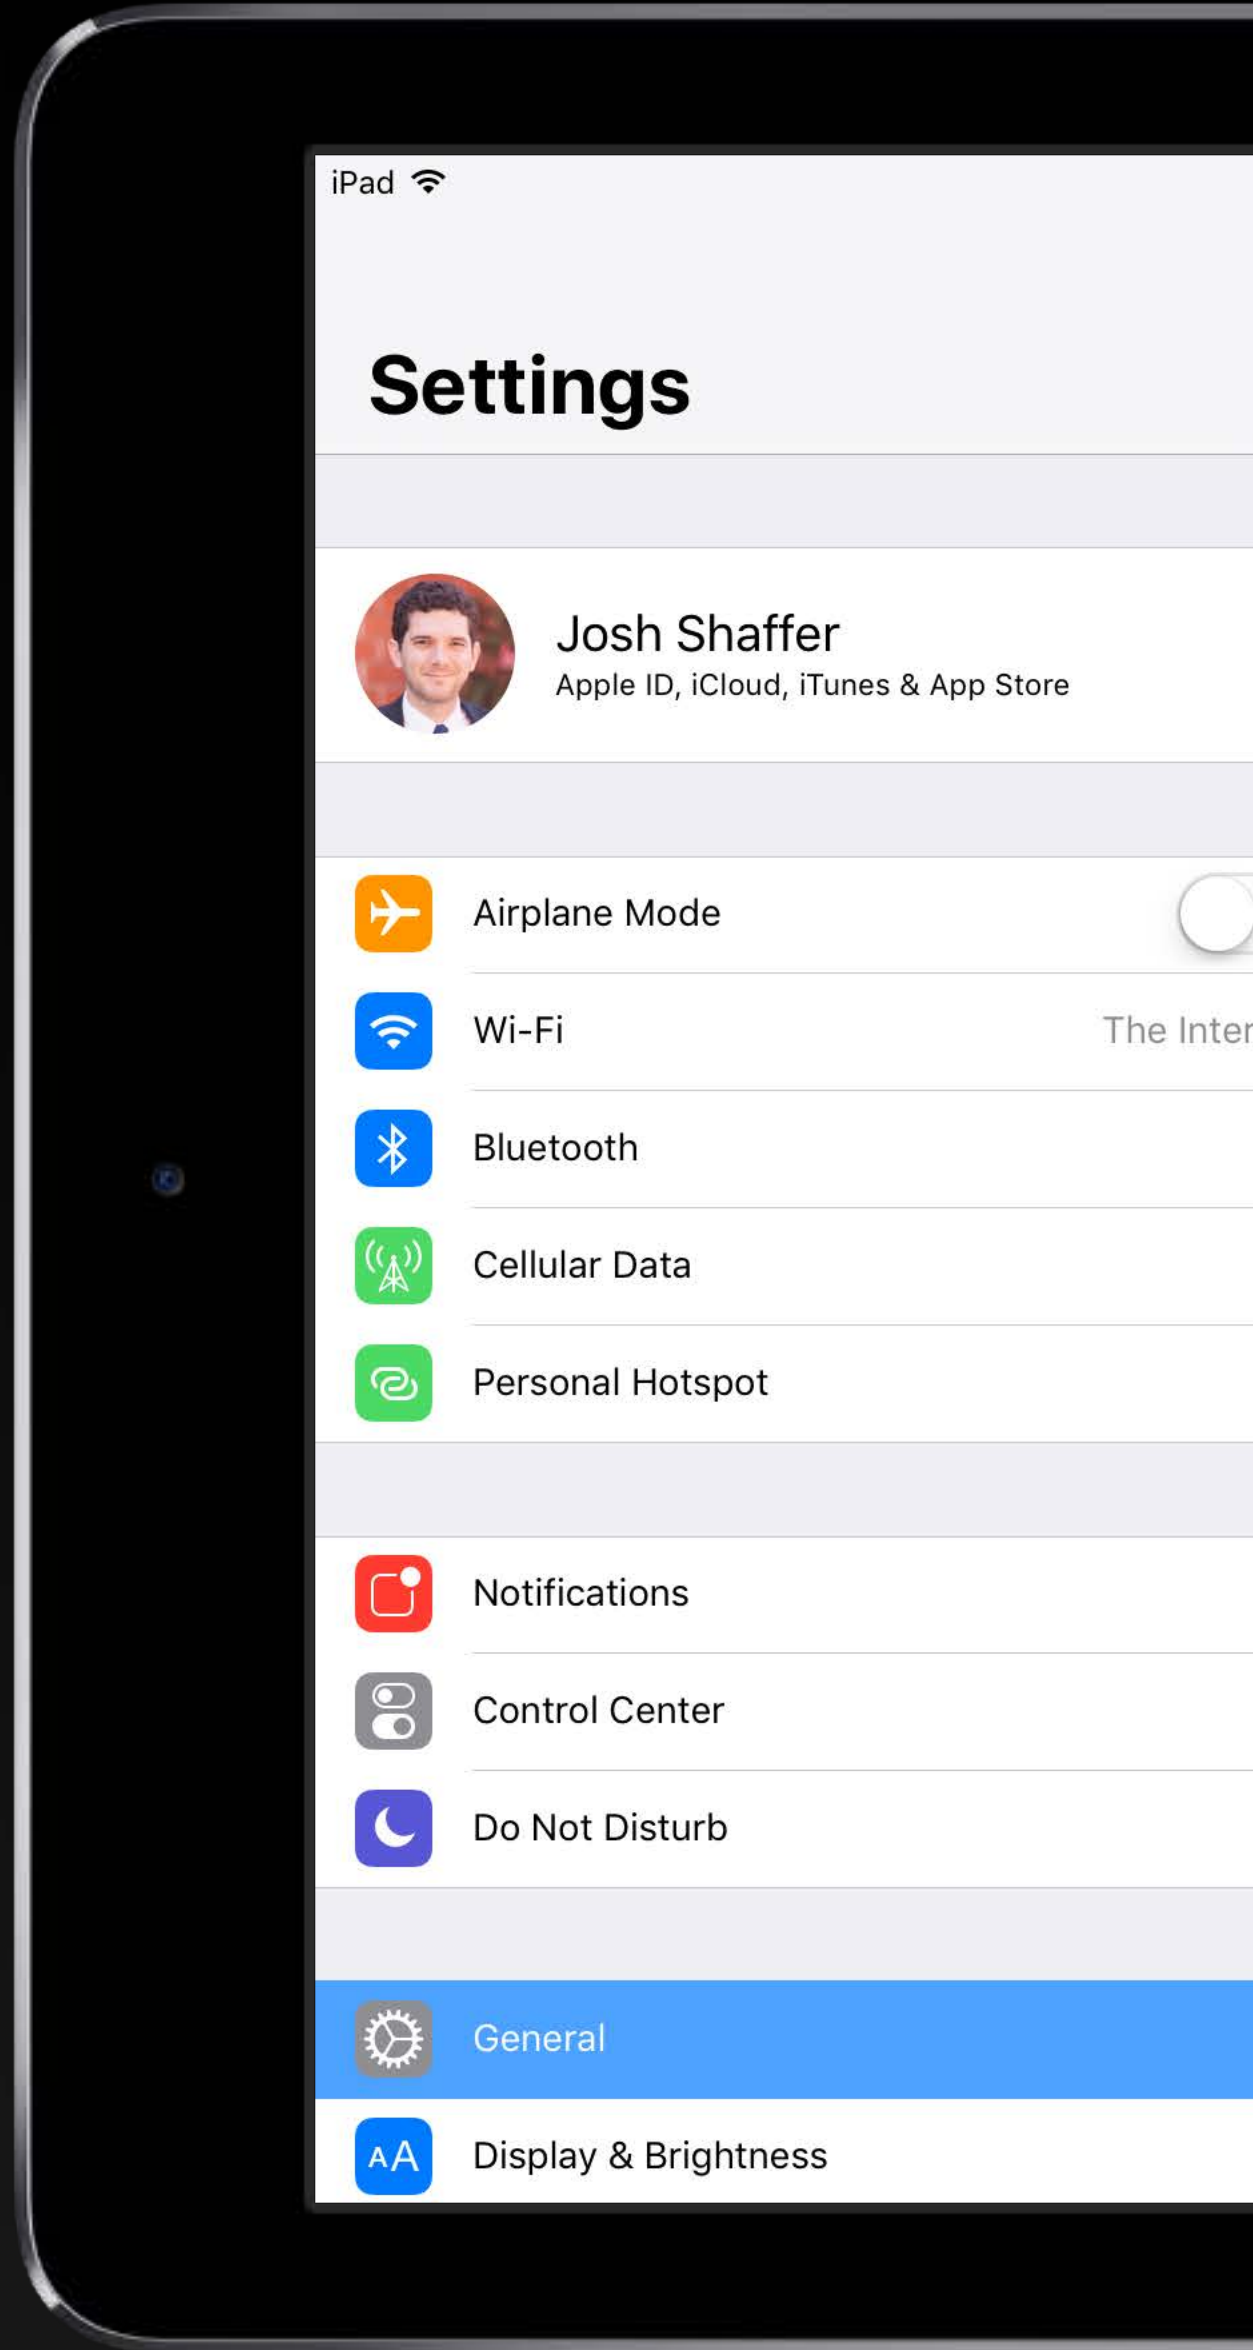 iPad
Settings
Josh Shaffer
Apple ID, iCloud, iTunes & App Store
Airplane Mode
Wi-Fi
The Inter
Bluetooth
Cellular Data
Personal Hotspot
Notifications
Control Center
Do Not Disturb
General
AA
Display & Brightness